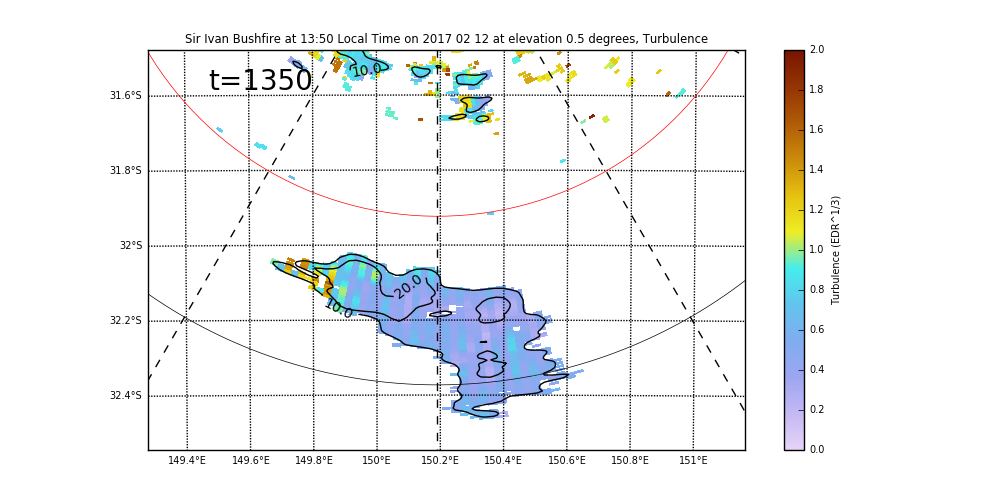 Sir Ivan Bushfire at 13:50 Local Time on 2017 02 12 at elevation 0.5 degrees, Turbulence
t=1350
10.0
20.0
10.0
31.6°S
31.8°S
32°S
32.2°S
32.4°S
149.4°E 149.6°E 149.8°E 150°E 150.2°E 150.4°E 150.6°E 150.8°E 151°E
2.0
1.8
1.6
1.4
1.2
1.0
0.8
0.6
0.4
0.2
0.0
Turbulence (EDR^1/3)